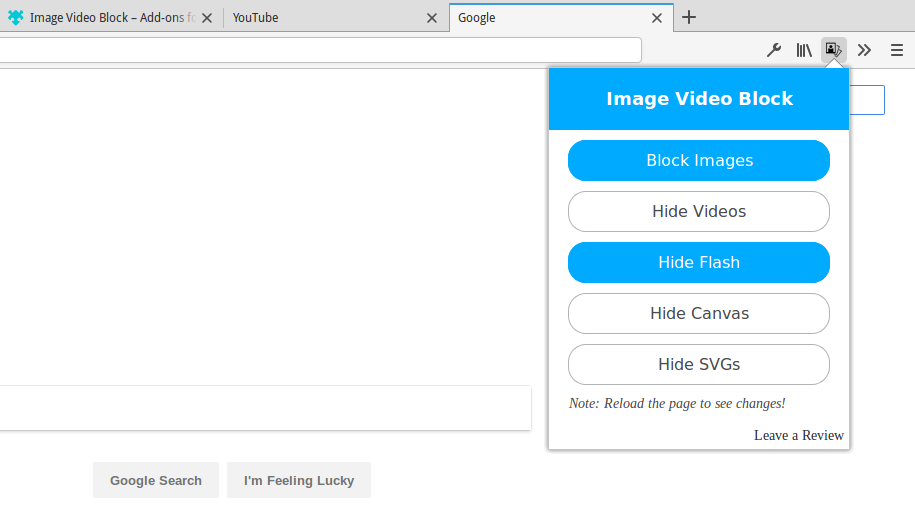 Image Video Block – Add-ons fo
YouTube
Google
Image Video Block
Block Images
Hide Videos
Hide Flash
Hide Canvas
Hide SVGs
Note: Reload the page to see changes!
Leave a Review
Google Search
I'm Feeling Lucky